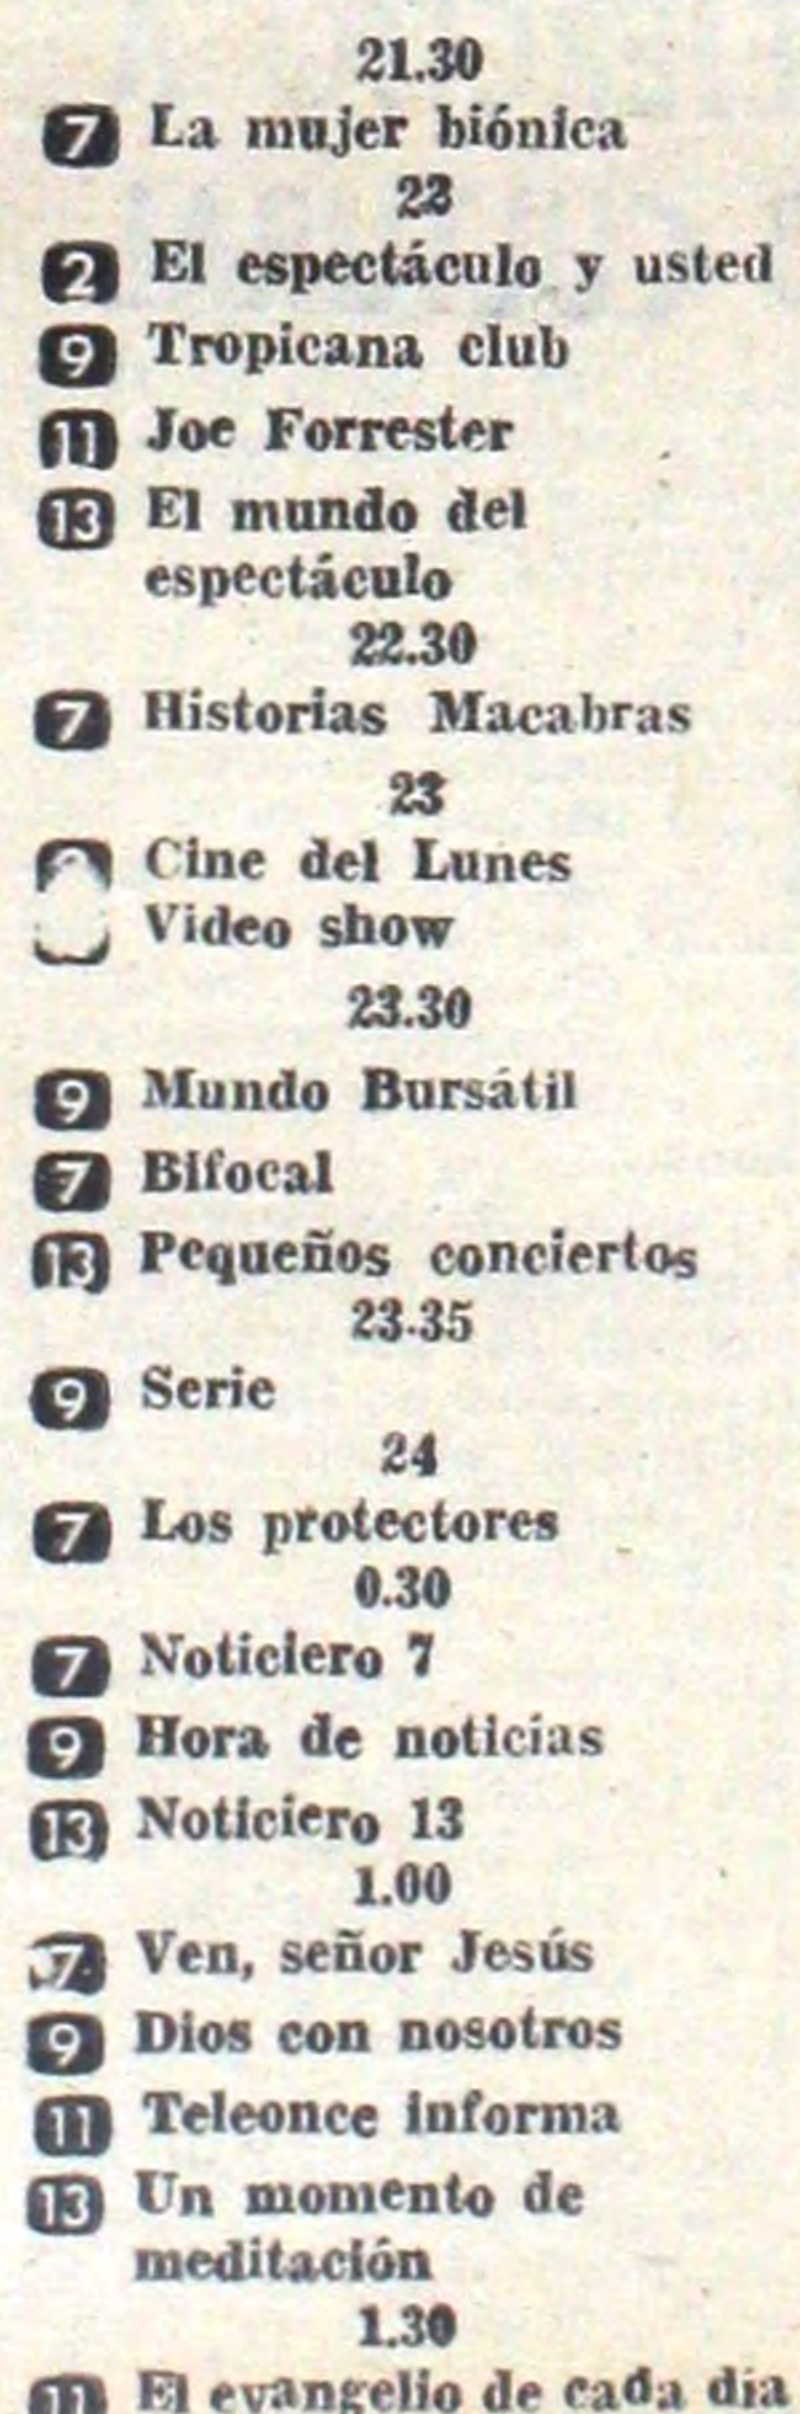 21.30
7 La mujer biónica
22
2 El espectáculo y usted
9 Tropicana club
11 Joe Forrester
13 El mundo del
espectáculo
22.30
7 Historias Macabras
23
Cine del Lunes
Video show
23.30
9 Mundo Bursátil
7 Bifocal
13 Pequeños conciertos
23.35
9 Serie
24
7 Los protectores
0.30
7 Noticiero 7
9 Hora de noticias
13 Noticiero 13
1.00
7 Ven, señor Jesús
9 Dios con nosotros
11 Teleonce informa
13 Un momento de
meditación
1.30
11 El evangelio de cada día